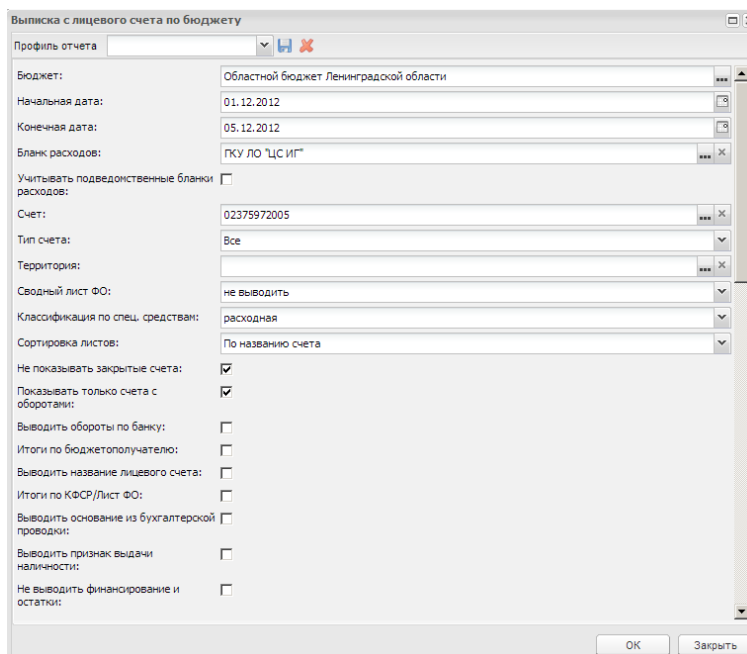 Выписка с лицевого счета по бюджету
Профиль отчета
Бюджет: Областной бюджет Ленинградской области
Начальная дата: 01.12.2012
Конечная дата: 05.12.2012
Бланк расходов: ГКУ ЛО "ЦС ИГ"
Учитывать подведомственные бланки
расходов:
Счет: 02375972005
Тип счета: Все
Территория:
Сводный лист ФО: не выводить
Классификация по спец. средствам: расходная
Сортировка листов: По названию счета
Не показывать закрытые счета:
Показывать только счета с
оборотами:
Выводить обороты по банку:
Итоги по бюджетополучателю:
Выводить название лицевого счета:
Итоги по КФСР/Лист ФО:
Выводить основание из бухгалтерской
проводки:
Выводить признак выдачи
наличности:
Не выводить финансирование и
остатки:
OK Закрыть